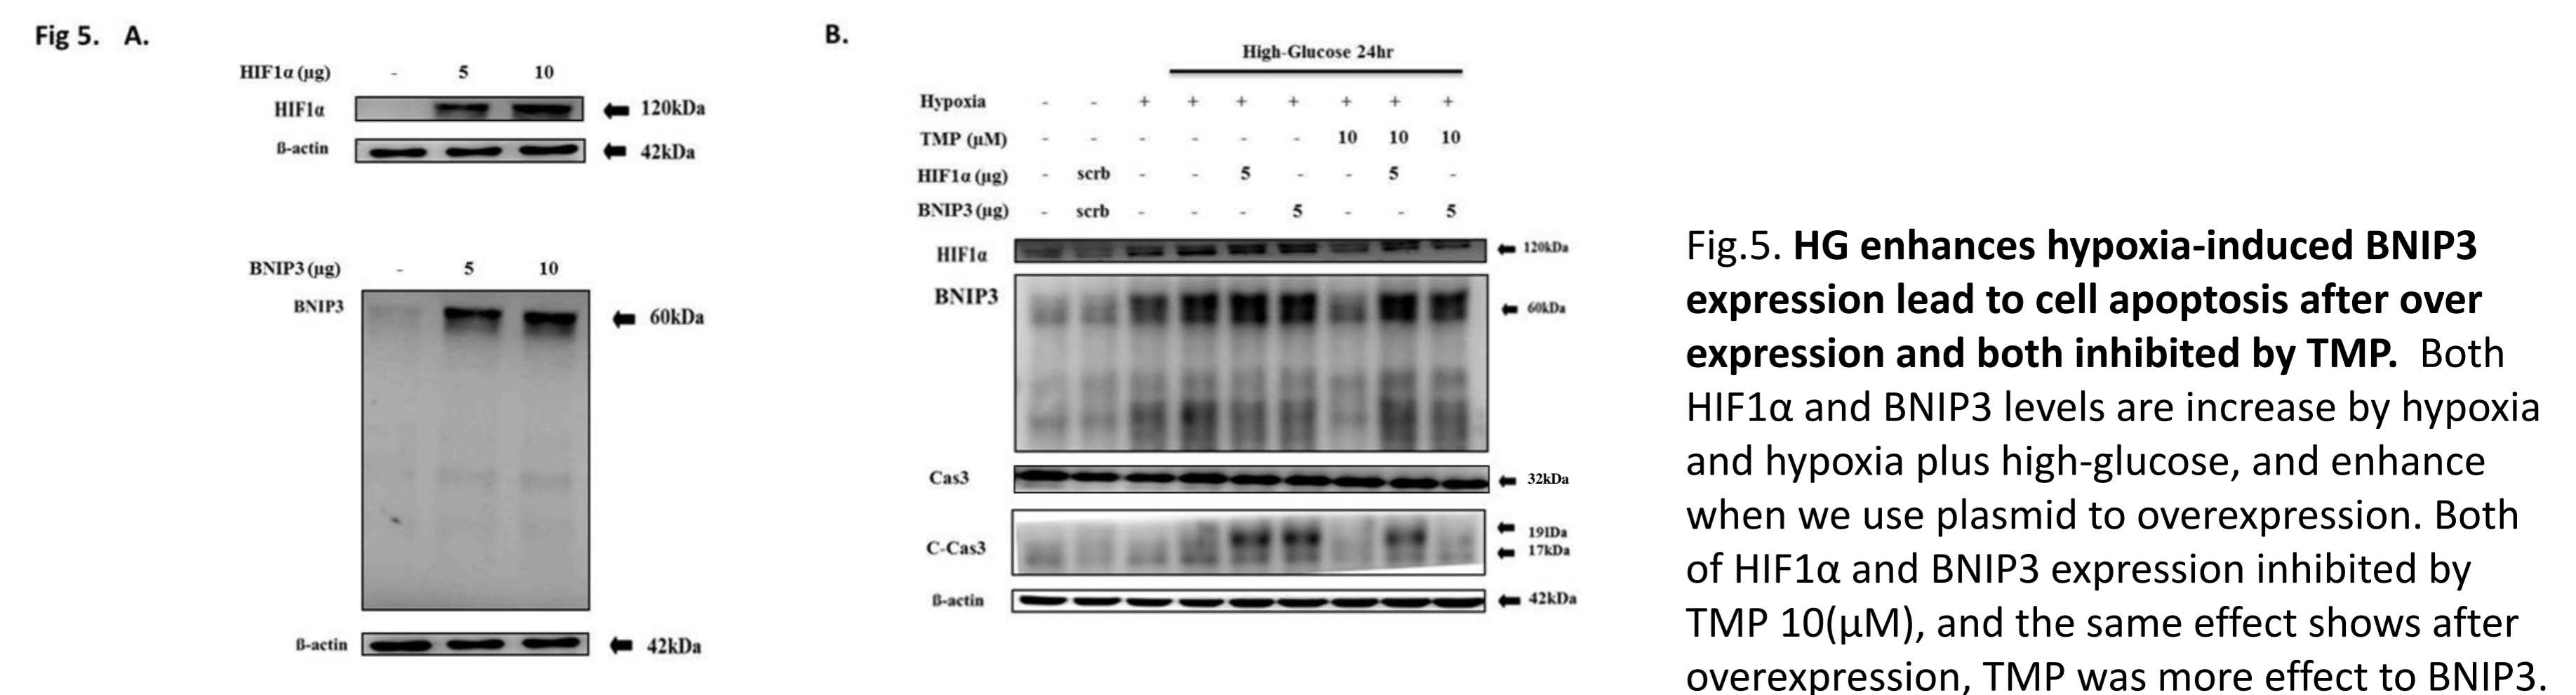 Fig 5. A.
HIF1α (μg) - 5 10
HIF1α 120kDa
ß-actin 42kDa
BNIP3 (μg) - 5 10
BNIP3 60kDa
ß-actin 42kDa
B.
High-Glucose 24hr
Hypoxia - - + + + + + + +
TMP (μM) - - - - - - 10 10 10
HIF1α (μg) - scrb - - 5 - - 5 -
BNIP3 (μg) - scrb - - - 5 - - 5
HIF1α 120kDa
BNIP3 60kDa
Cas3 32kDa
19IDa
C-Cas3 17kDa
ß-actin 42kDa
Fig.5. HG enhances hypoxia-induced BNIP3
expression lead to cell apoptosis after over
expression and both inhibited by TMP. Both
HIF1α and BNIP3 levels are increase by hypoxia
and hypoxia plus high-glucose, and enhance
when we use plasmid to overexpression. Both
of HIF1α and BNIP3 expression inhibited by
TMP 10(μM), and the same effect shows after
overexpression, TMP was more effect to BNIP3.